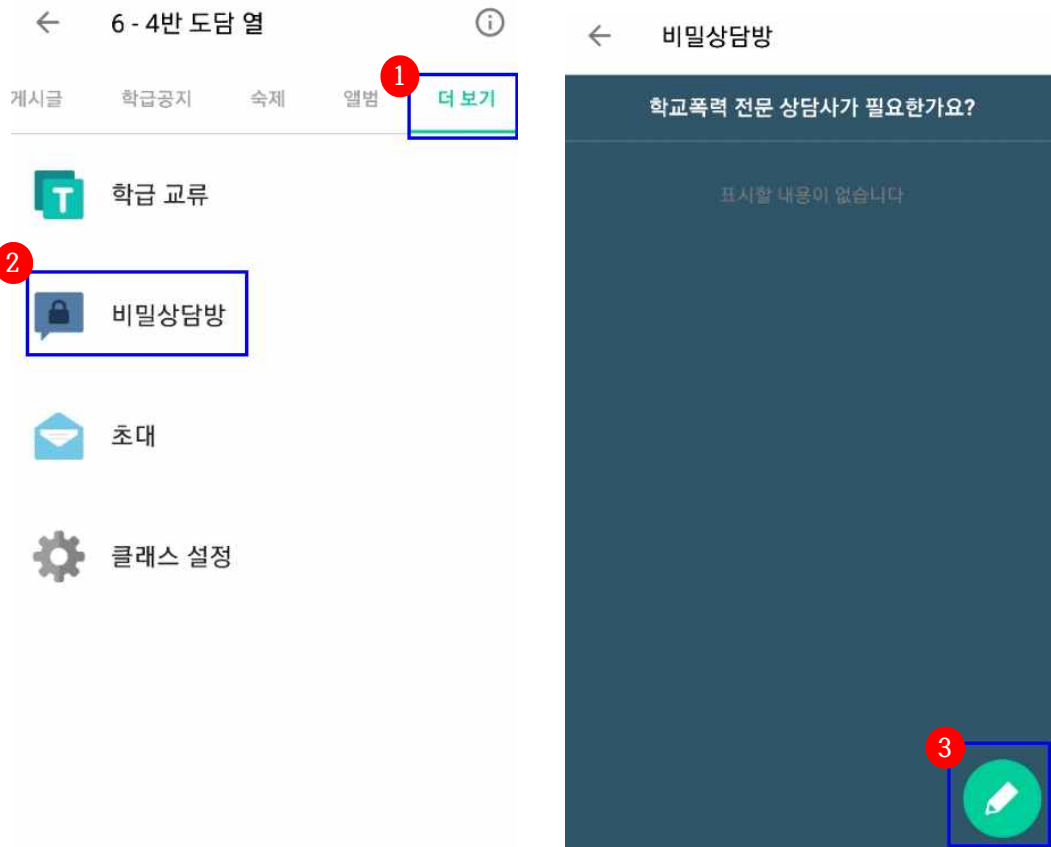 6 - 4반 도담 열
게시글 학급공지 숙제 앨범 1 더 보기
T 학급 교류
2
비밀상담방
초대
클래스 설정
비밀상담방
학교폭력 전문 상담사가 필요한가요?
표시할 내용이 없습니다
3